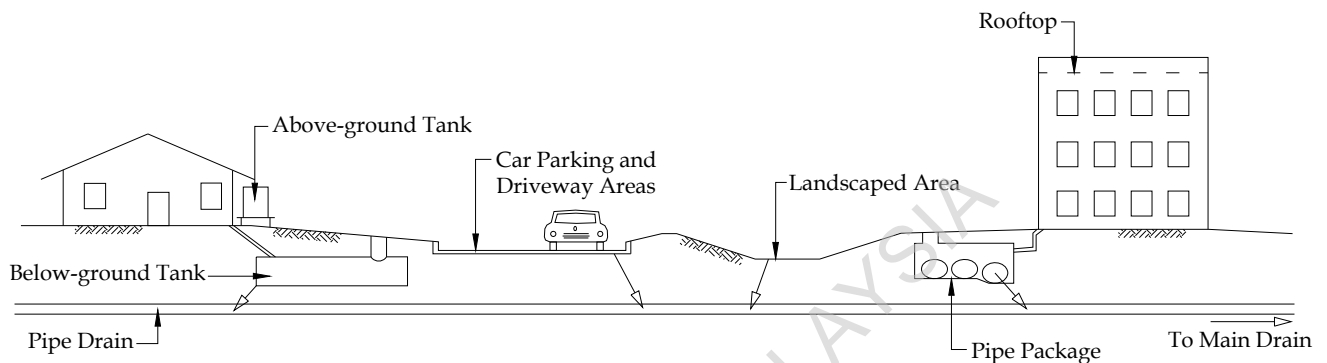 Rooftop
Above-ground Tank
Car Parking and
Driveway Areas
Landscaped Area
Below-ground Tank
Pipe Drain
Pipe Package
To Main Drain